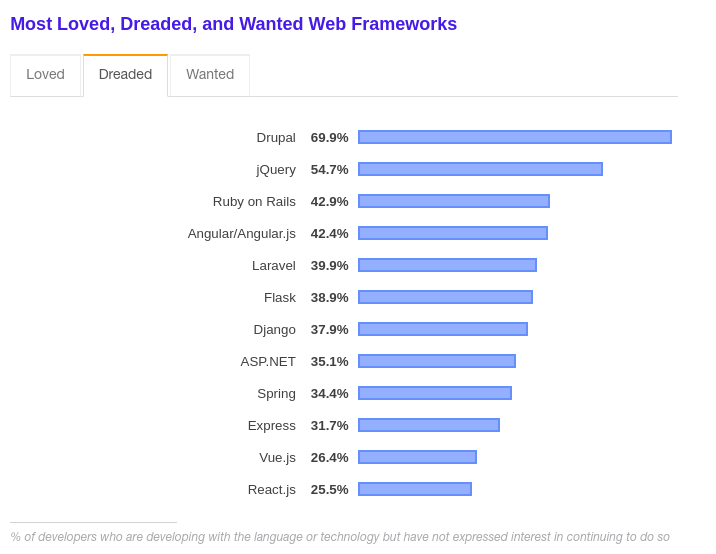 Most Loved, Dreaded, and Wanted Web Frameworks
Loved Dreaded Wanted
Drupal 69.9%
jQuery 54.7%
Ruby on Rails 42.9%
Angular/Angular.js 42.4%
Laravel 39.9%
Flask 38.9%
Django 37.9%
ASP.NET 35.1%
Spring 34.4%
Express 31.7%
Vue.js 26.4%
React.js 25.5%
% of developers who are developing with the language or technology but have not expressed interest in continuing to do so